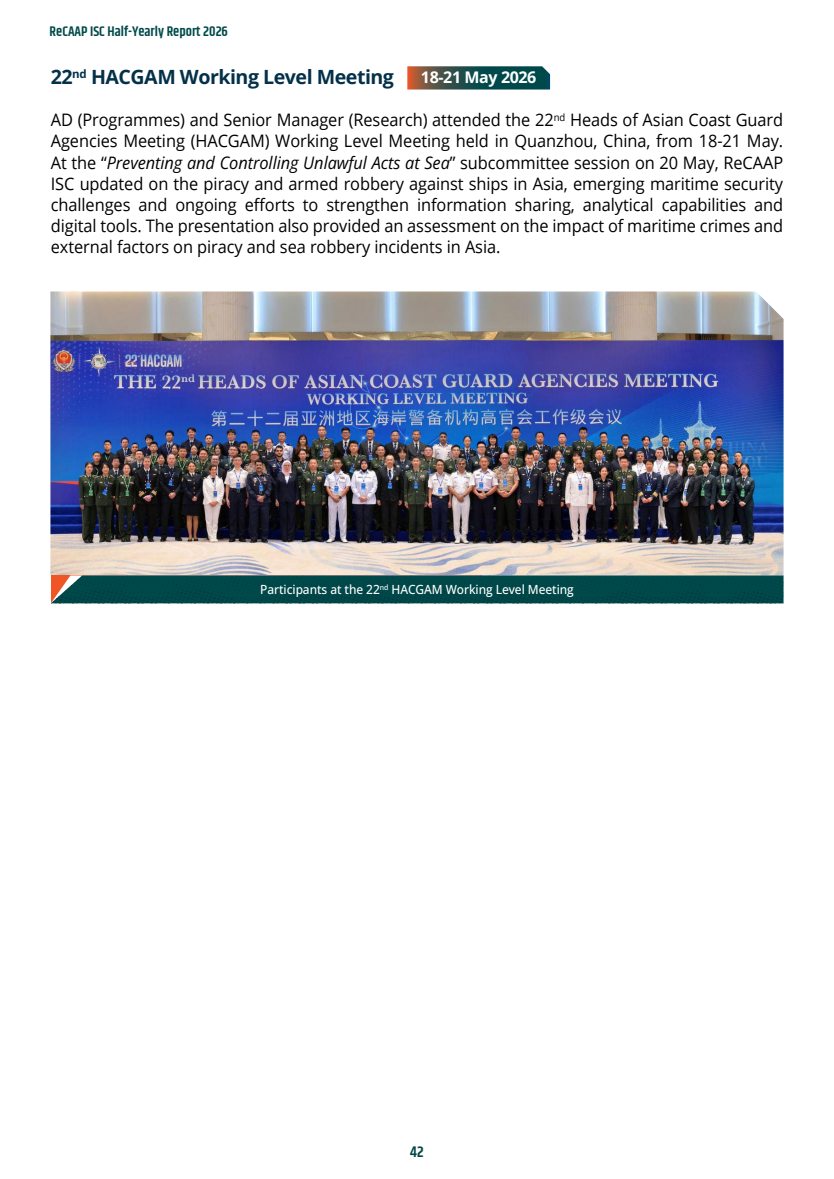 ReCAAP ISC Half-Yearly Report 2026
22nd HACGAM Working Level Meeting 18-21 May 2026
AD (Programmes) and Senior Manager (Research) attended the 22nd Heads of Asian Coast Guard
Agencies Meeting (HACGAM) Working Level Meeting held in Quanzhou, China, from 18-21 May.
At the “Preventing and Controlling Unlawful Acts at Sea” subcommittee session on 20 May, ReCAAP
ISC updated on the piracy and armed robbery against ships in Asia, emerging maritime security
challenges and ongoing efforts to strengthen information sharing, analytical capabilities and
digital tools. The presentation also provided an assessment on the impact of maritime crimes and
external factors on piracy and sea robbery incidents in Asia.
22 HACGAM
THE 22nd HEADS OF ASIAN COAST GUARD AGENCIES MEETING
WORKING LEVEL MEETING
第二十二届亚洲地区海岸警备机构高官会工作级会议
Participants at the 22nd HACGAM Working Level Meeting
42